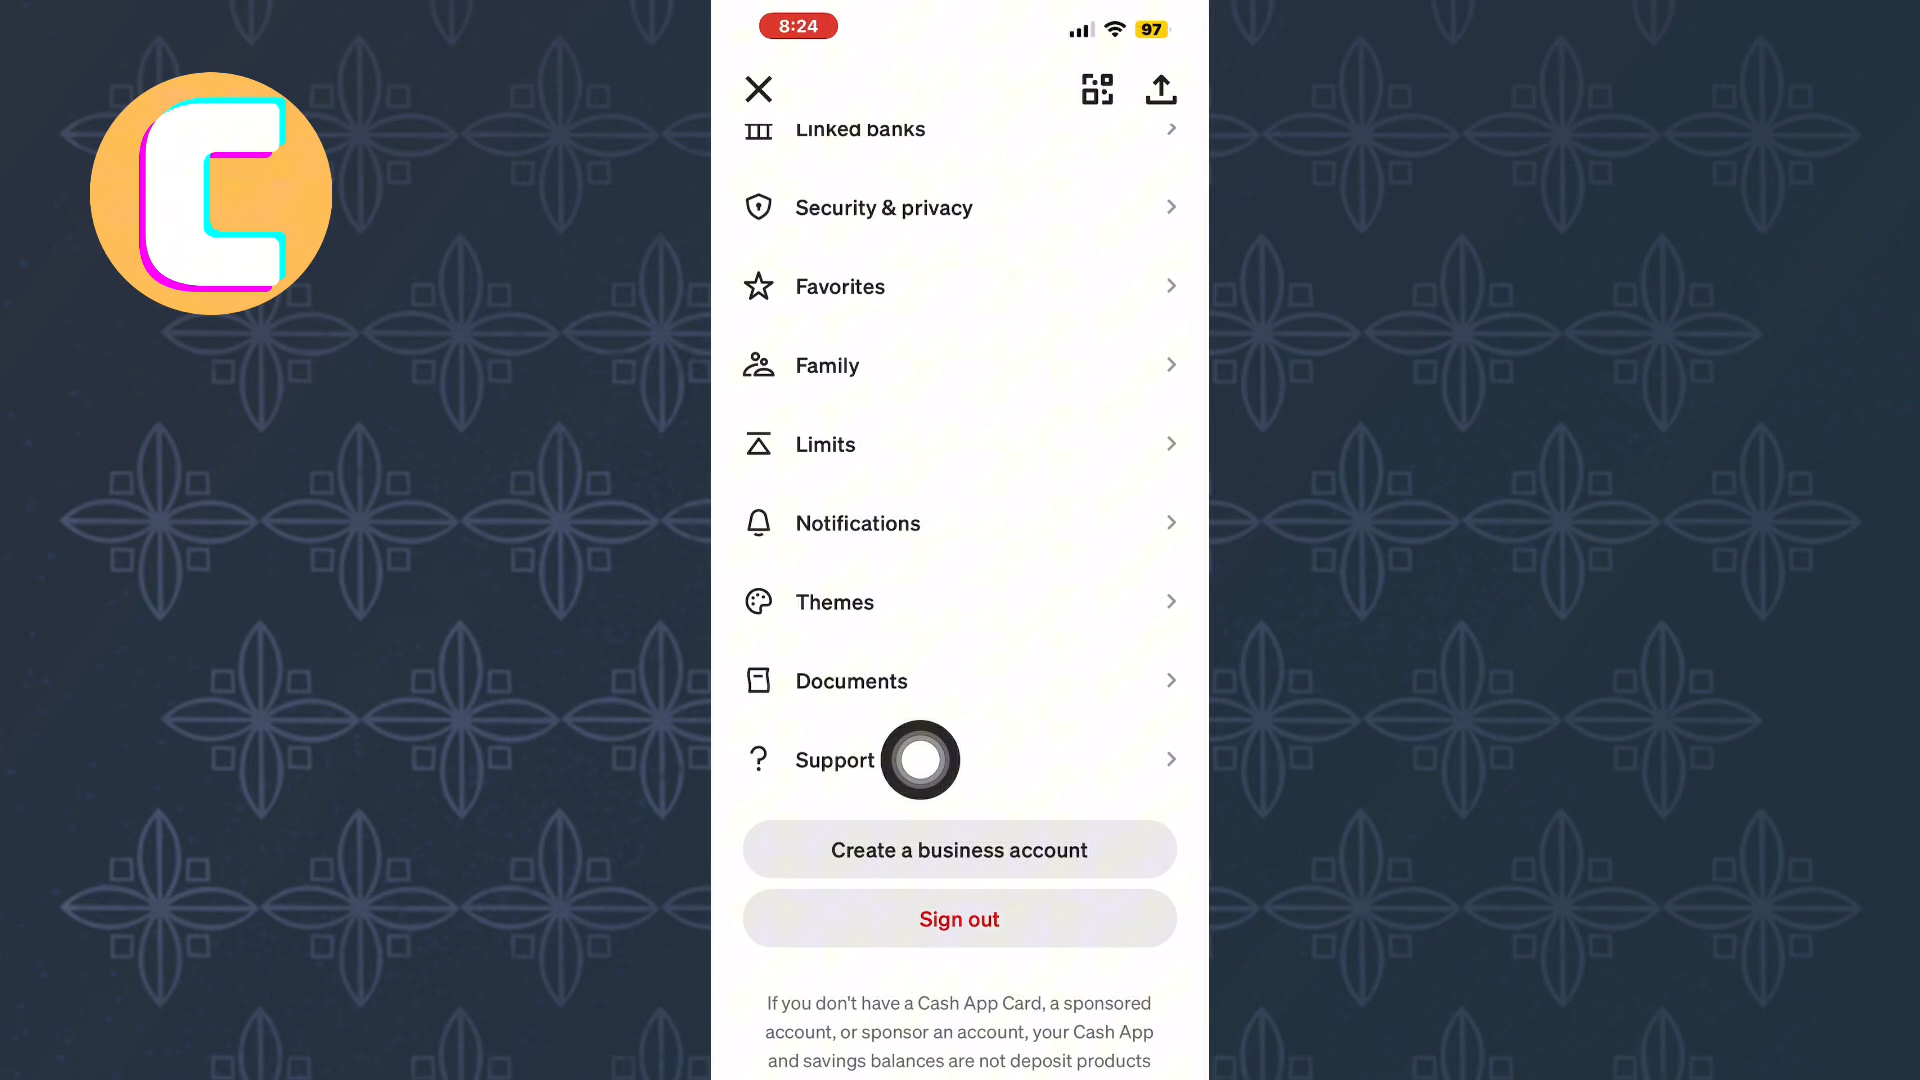 8:24
97
C
Linked banks
Security & privacy
Favorites
Family
Limits
Notifications
Themes
Documents
Support
Create a business account
Sign out
If you don't have a Cash App Card, a sponsored
account, or sponsor an account, your Cash App
and savings balances are not deposit products